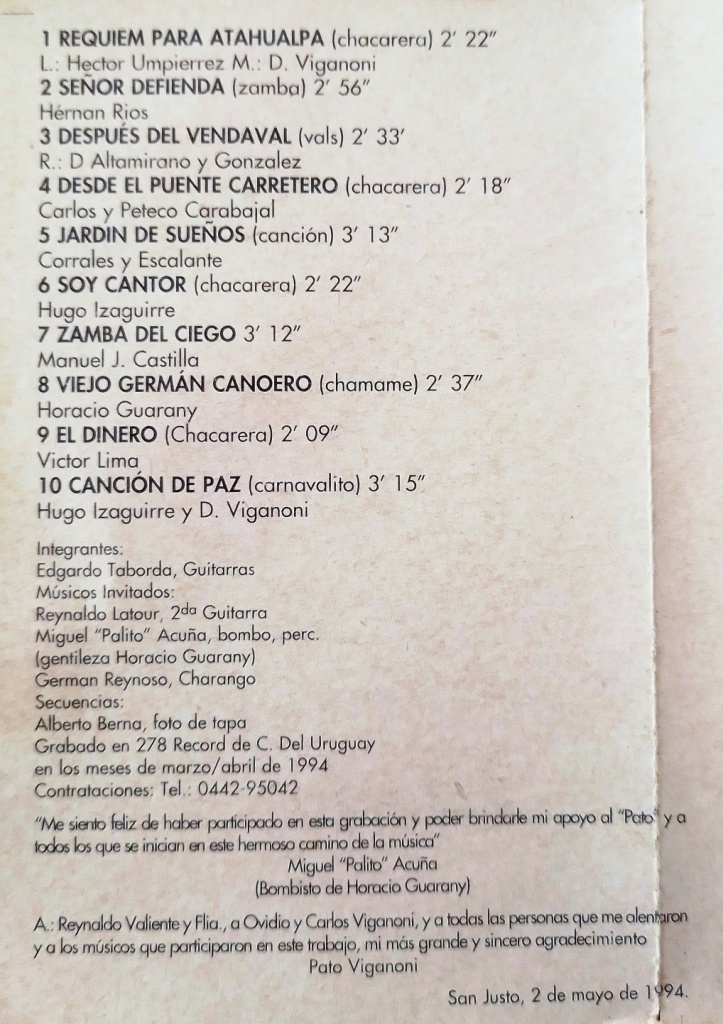 1 REQUIEM PARA ATAHUALPA (chacarera) 2' 22"
L.: Hector Umpierrez M.: D. Viganoni
2 SEÑOR DEFIENDA (zamba) 2' 56"
Hérnan Rios
3 DESPUÉS DEL VENDAVAL (vals) 2' 33'
R.: D Altamirano y Gonzalez
4 DESDE EL PUENTE CARRETERO (chacarera) 2' 18"
Carlos y Peteco Carabajal
5 JARDIN DE SUEÑOS (canción) 3' 13"
Corrales y Escalante
6 SOY CANTOR (chacarera) 2' 22"
Hugo Izaguirre
7 ZAMBA DEL CIEGO 3' 12"
Manuel J. Castilla
8 VIEJO GERMÁN CANOERO (chamame) 2' 37"
Horacio Guarany
9 EL DINERO (Chacarera) 2' 09"
Victor Lima
10 CANCIÓN DE PAZ (carnavalito) 3' 15"
Hugo Izaguirre y D. Viganoni
Integrantes:
Edgardo Taborda, Guitarras
Músicos Invitados:
Reynaldo Latour, 2da Guitarra
Miguel "Palito" Acuña, bombo, perc.
(gentileza Horacio Guarany)
German Reynoso, Charango
Secuencias:
Alberto Berna, foto de tapa
Grabado en 278 Record de C. Del Uruguay
en los meses de marzo/abril de 1994
Contrataciones: Tel.: 0442-95042
"Me siento feliz de haber participado en esta grabación y poder brindarle mi apoyo al "Pato" y a
todos los que se inician en este hermoso camino de la música"
Miguel "Palito" Acuña
(Bombisto de Horacio Guarany)
A.: Reynaldo Valiente y Flia., a Ovidio y Carlos Viganoni, y a todas las personas que me alentaron
y a los músicos que participaron en este trabajo, mi más grande y sincero agradecimiento
Pato Viganoni
San Justo, 2 de mayo de 1994.